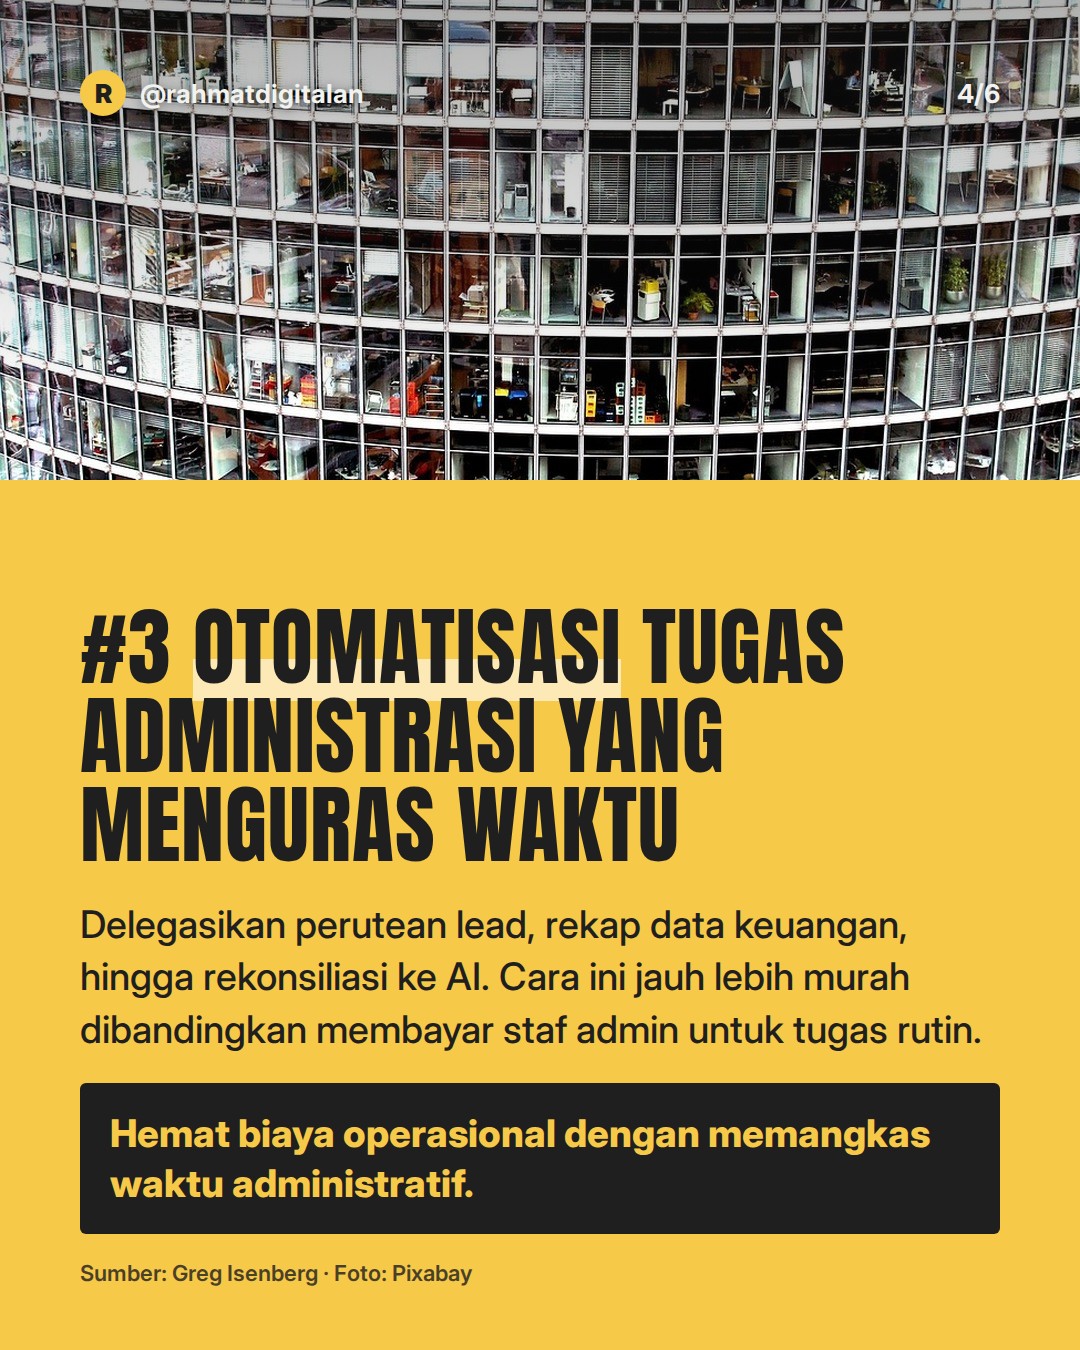 R @rahmatdigitalan 4/6
#3 OTOMATISASI TUGAS
ADMINISTRASI YANG
MENGURAS WAKTU
Delegasikan perutean lead, rekap data keuangan,
hingga rekonsiliasi ke AI. Cara ini jauh lebih murah
dibandingkan membayar staf admin untuk tugas rutin.
Hemat biaya operasional dengan memangkas
waktu administratif.
Sumber: Greg Isenberg · Foto: Pixabay